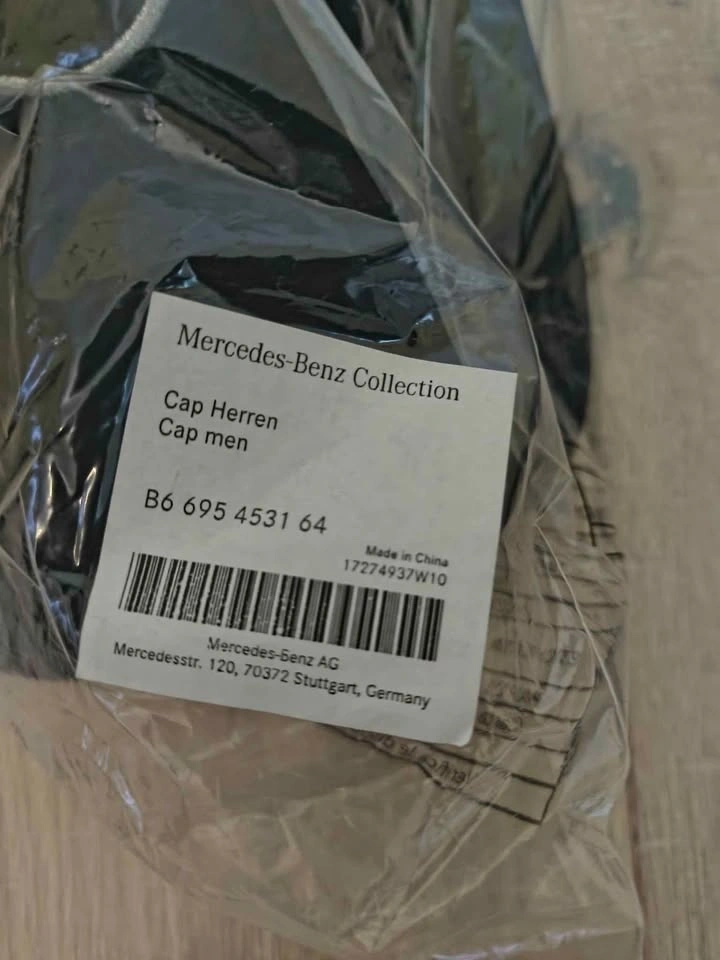 Mercedes-Benz Collection
Cap Herren
Cap men
B6 695 4531 64
Made in China
17274937W10
Mercedes-Benz AG
Mercedesstr. 120, 70372 Stuttgart, Germany